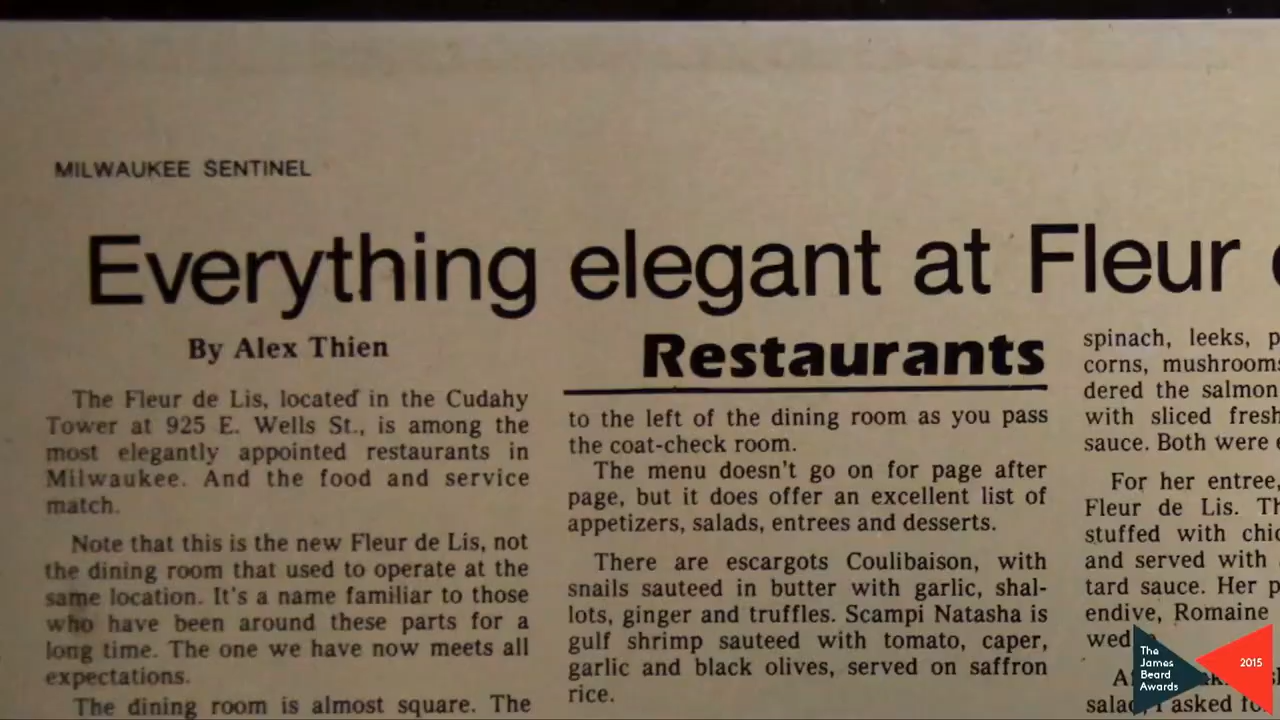 MILWAUKEE SENTINEL
Everything elegant at Fleur
By Alex Thien
The Fleur de Lis, located in the Cudahy
Tower at 925 E. Wells St., is among the
most elegantly appointed restaurants in
Milwaukee. And the food and service
match.
Note that this is the new Fleur de Lis, not
the dining room that used to operate at the
same location. It's a name familiar to those
who have been around these parts for a
long time. The one we have now meets all
expectations.
The dining room is almost square. The
Restaurants
to the left of the dining room as you pass
the coat-check room.
The menu doesn't go on for page after
page, but it does offer an excellent list of
appetizers, salads, entrees and desserts.
There are escargots Coulibaison, with
snails sauteed in butter with garlic, shal-
lots, ginger and truffles. Scampi Natasha is
gulf shrimp sauteed with tomato, caper,
garlic and black olives, served on saffron
rice.
spinach, leeks,
corns, mushrooms
dered the salmon
with sliced fresh
sauce. Both were
For her entree,
Fleur de Lis.
stuffed with
and served with
tard sauce. Her
endive, Romaine
I asked
The
James
Beard
Awards
2015